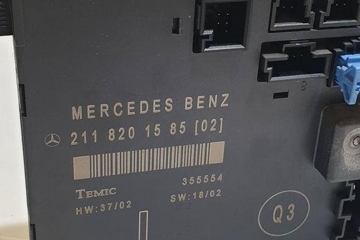 MERCEDES BENZ
211 820 15 85 [02]
TEMIC 355554
HW:37/02 SW:18/02
Q3